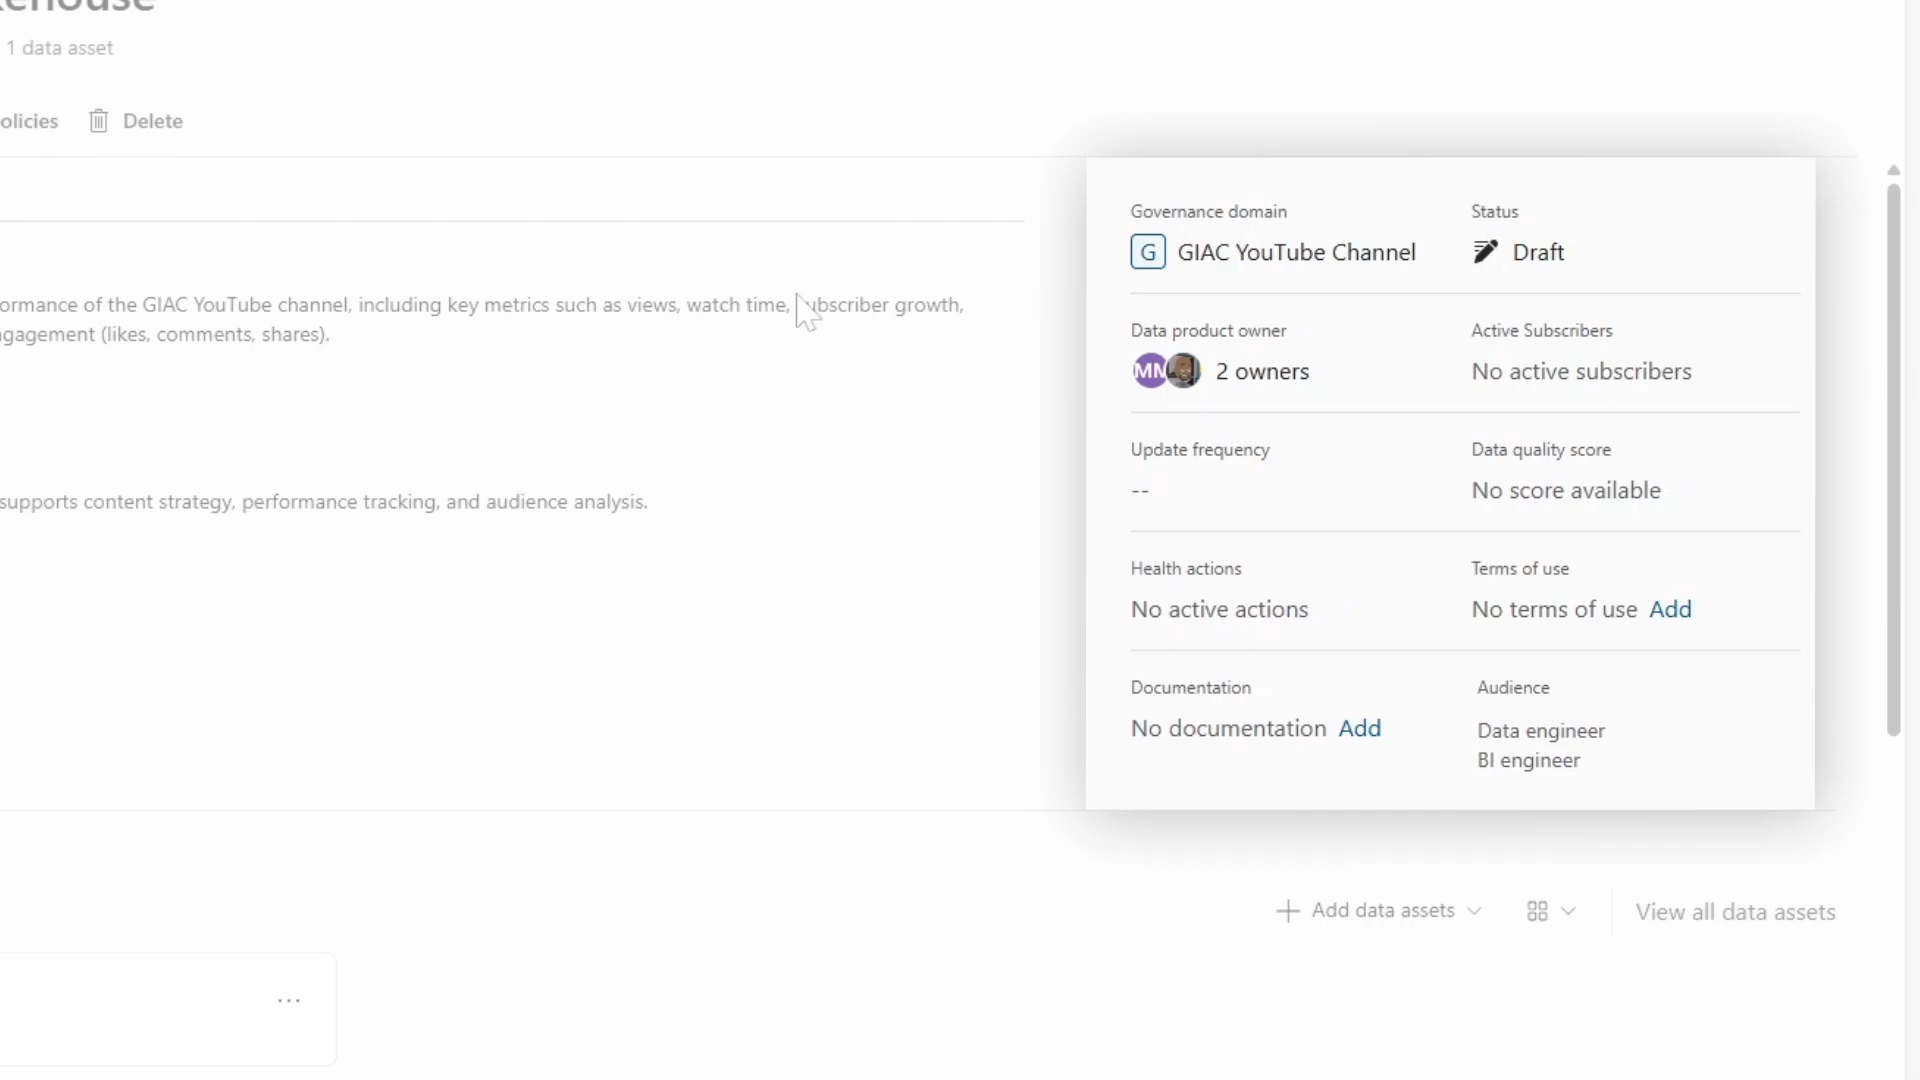 1 data asset
Delete
Governance domain
G GIAC YouTube Channel
Status
Draft
of the GIAC YouTube channel, including key metrics such as views, watch time, subscriber growth,
(likes, comments, shares).
Data product owner
MM 2 owners
Active Subscribers
No active subscribers
Update frequency
--
Data quality score
No score available
supports content strategy, performance tracking, and audience analysis.
Health actions
No active actions
Terms of use
No terms of use Add
Documentation
No documentation Add
Audience
Data engineer
BI engineer
Add data assets
View all data assets